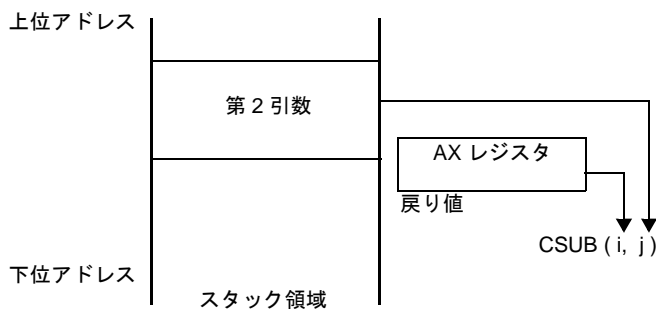 上位アドレス
第 2 引数
AX レジスタ
戻り値
CSUB ( i, j )
下位アドレス
スタック領域